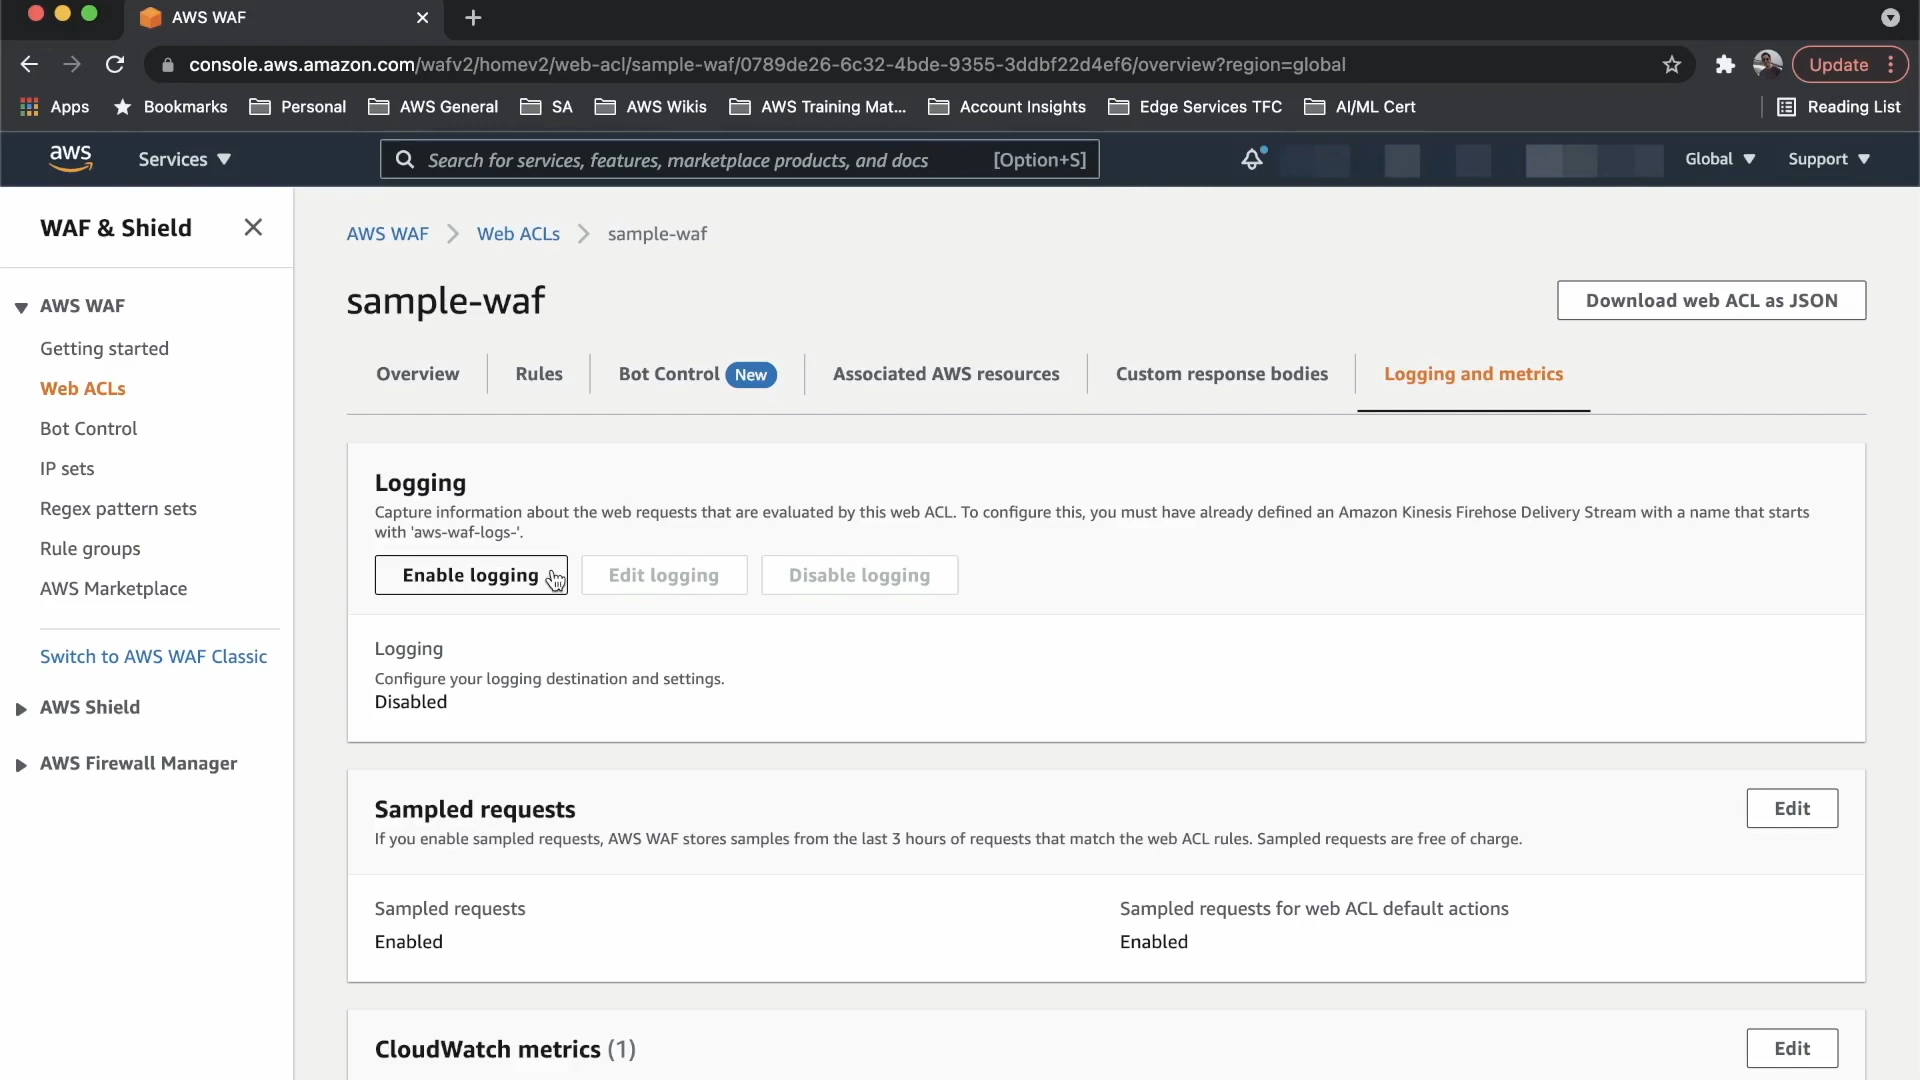 AWS WAF
console.aws.amazon.com/wafv2/homev2/web-acl/sample-waf/0789de26-6c32-4bde-9355-3ddbf22d4ef6/overview?region=global
Update
Apps
Bookmarks
Personal
AWS General
SA
AWS Wikis
AWS Training Mat...
Account Insights
Edge Services TFC
AI/ML Cert
Reading List
aws
Services
Search for services, features, marketplace products, and docs
[Option+S]
Global
Support
WAF & Shield
AWS WAF
Getting started
Web ACLs
Bot Control
IP sets
Regex pattern sets
Rule groups
AWS Marketplace
Switch to AWS WAF Classic
AWS Shield
AWS Firewall Manager
AWS WAF > Web ACLs > sample-waf
sample-waf
Download web ACL as JSON
Overview
Rules
Bot Control New
Associated AWS resources
Custom response bodies
Logging and metrics
Logging
Capture information about the web requests that are evaluated by this web ACL. To configure this, you must have already defined an Amazon Kinesis Firehose Delivery Stream with a name that starts
with 'aws-waf-logs-'.
Enable logging
Edit logging
Disable logging
Logging
Configure your logging destination and settings.
Disabled
Sampled requests
Edit
If you enable sampled requests, AWS WAF stores samples from the last 3 hours of requests that match the web ACL rules. Sampled requests are free of charge.
Sampled requests
Enabled
Sampled requests for web ACL default actions
Enabled
CloudWatch metrics (1)
Edit